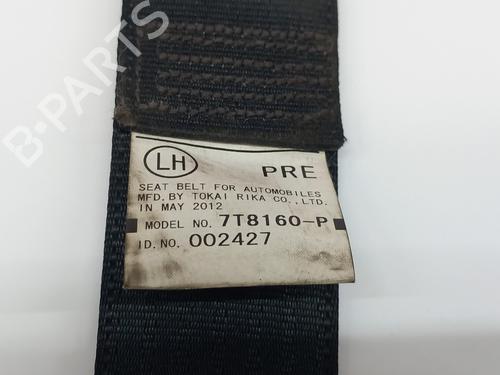 B-PARTS
LH PRE
SEAT BELT FOR AUTOMOBILES
MFD. BY TOKAI RIKA CO., LTD.
IN MAY 2012
MODEL NO. 7T8160-P
ID. NO. 002427